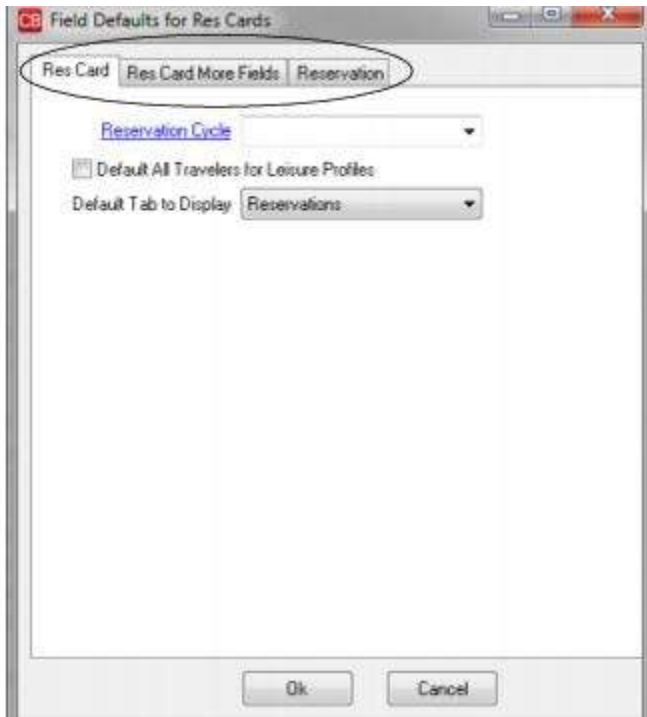 CB Field Defaults for Res Cards
Res Card Res Card More Fields Reservation
Reservation Cycle
Default All Travelers for Leisure Profiles
Default Tab to Display Reservations
Ok Cancel